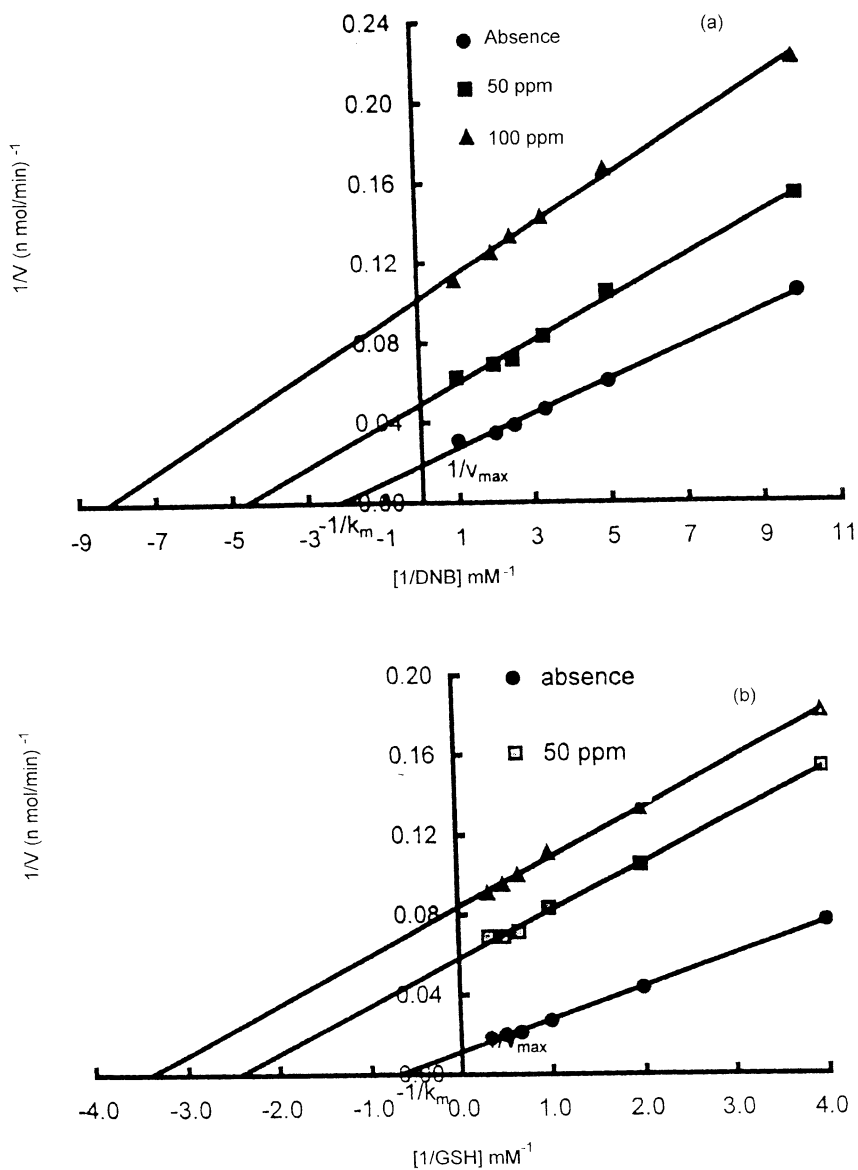 (a)
Absence
50 ppm
100 ppm
1/V (n mol/min) -1
0.24
0.20
0.16
0.12
0.08
0.04
0.00
1/vmax
-1/km
-9 -7 -5 -3 -1 1 3 5 7 9 11
[1/DNB] mM-1
(b)
absence
50 ppm
1/V (n mol/min) -1
0.20
0.16
0.12
0.08
0.04
0.00
-1/km
-4.0 -3.0 -2.0 -1.0 0.0 1.0 2.0 3.0 4.0
[1/GSH] mM-1